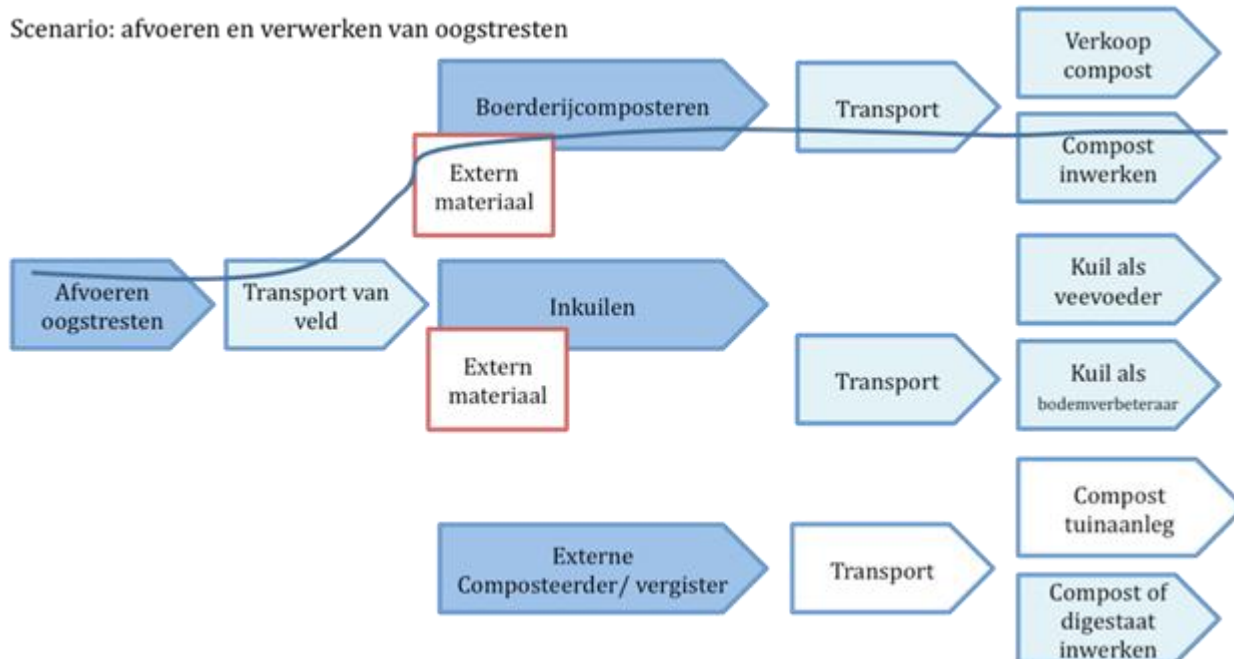 Scenario: afvoeren en verwerken van oogstresten
Verkoop
compost
Boerderijcomposteren
Transport
Compost
inwerken
Extern
materiaal
Afvoeren
oogstresten
Transport van
veld
Inkuilen
Kuil als
veevoeder
Extern
materiaal
Transport
Kuil als
bodemverbeteraar
Compost
tuinaanleg
Externe
Composteerder/ vergister
Transport
Compost of
digestaat
inwerken